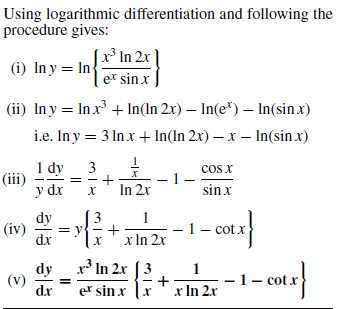 Using logarithmic differentiation and following the
procedure gives:
(i) ln y = ln { x³ ln 2x / eˣ sin x }
(ii) ln y = ln x³ + ln(ln 2x) − ln(eˣ) − ln(sin x)
i.e. ln y = 3 ln x + ln(ln 2x) − x − ln(sin x)
(iii) 1/y dy/dx = 3/x + (1/x)/(ln 2x) − 1 − cos x/sin x
(iv) dy/dx = y { 3/x + 1/(x ln 2x) − 1 − cot x }
(v) dy/dx = x³ ln 2x/(eˣ sin x) { 3/x + 1/(x ln 2x) − 1 − cot x }